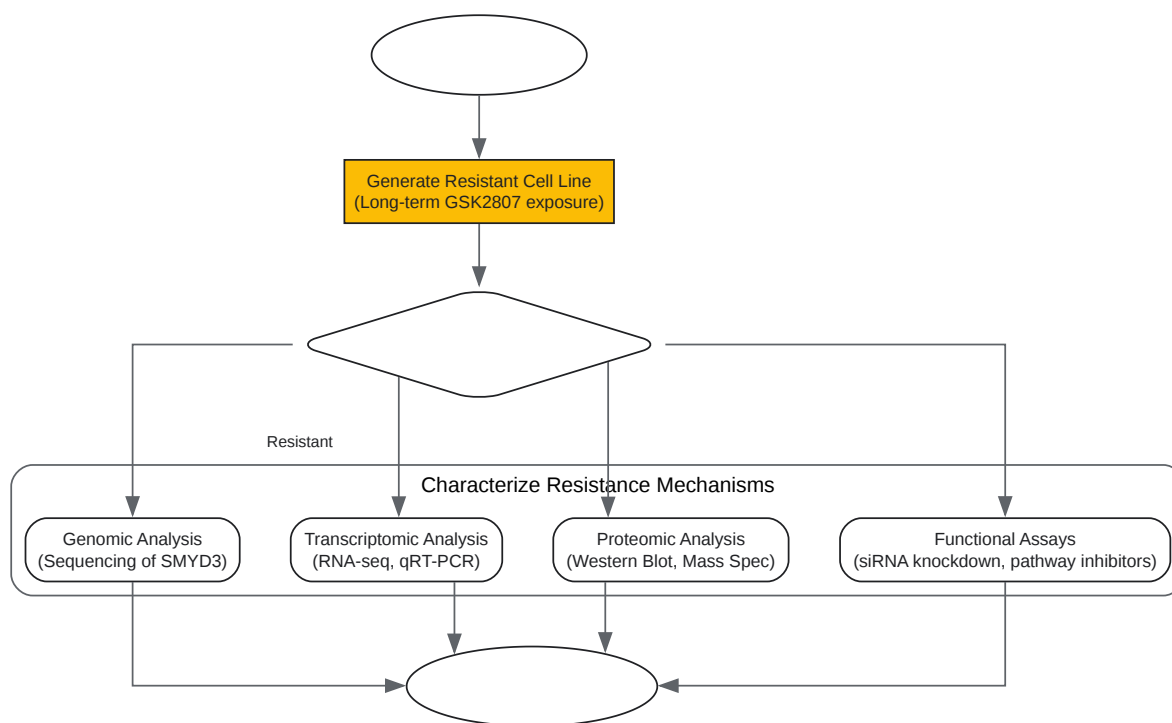 Generate Resistant Cell Line
(Long-term GSK2807 exposure)
Resistant
Characterize Resistance Mechanisms
Genomic Analysis
(Sequencing of SMYD3)
Transcriptomic Analysis
(RNA-seq, qRT-PCR)
Proteomic Analysis
(Western Blot, Mass Spec)
Functional Assays
(siRNA knockdown, pathway inhibitors)